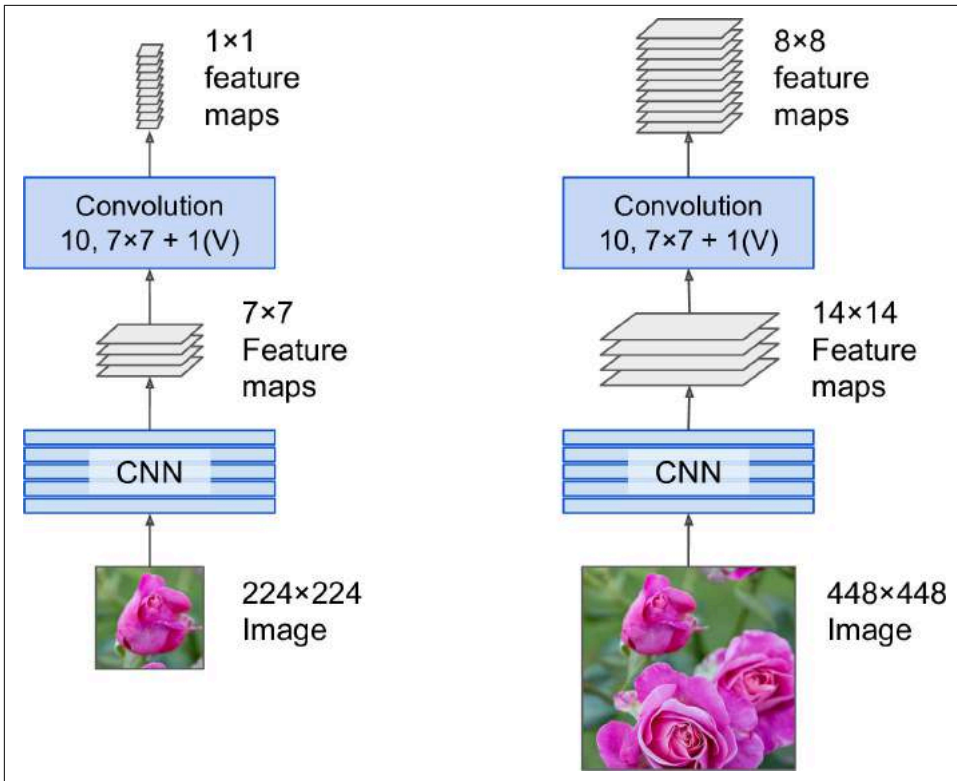 1×1
feature
maps
Convolution
10, 7×7 + 1(V)
7×7
Feature
maps
CNN
224×224
Image
8×8
feature
maps
Convolution
10, 7×7 + 1(V)
14×14
Feature
maps
CNN
448×448
Image